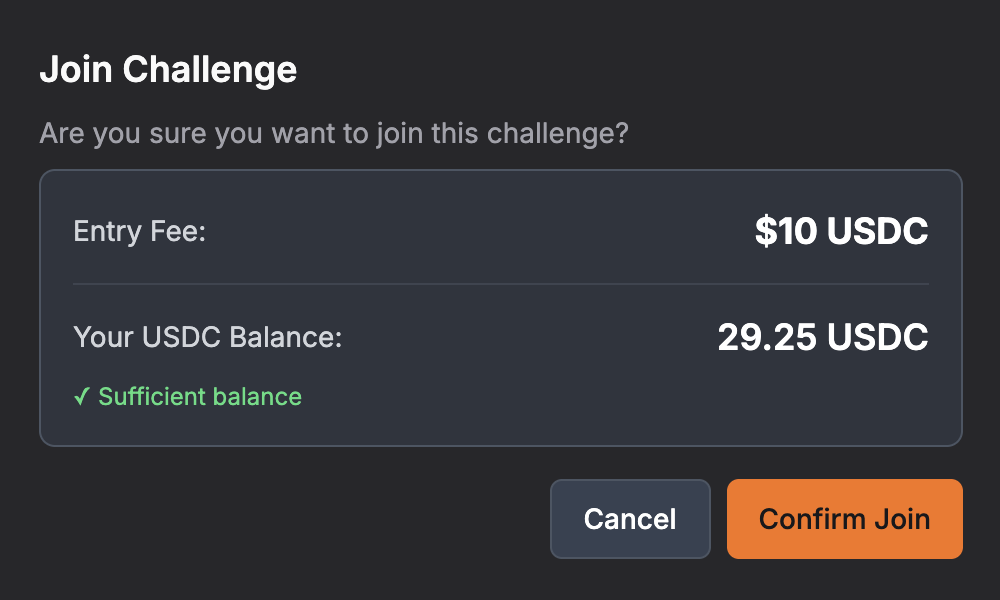 Join Challenge
Are you sure you want to join this challenge?
Entry Fee: $10 USDC
Your USDC Balance: 29.25 USDC
✓ Sufficient balance
Cancel Confirm Join